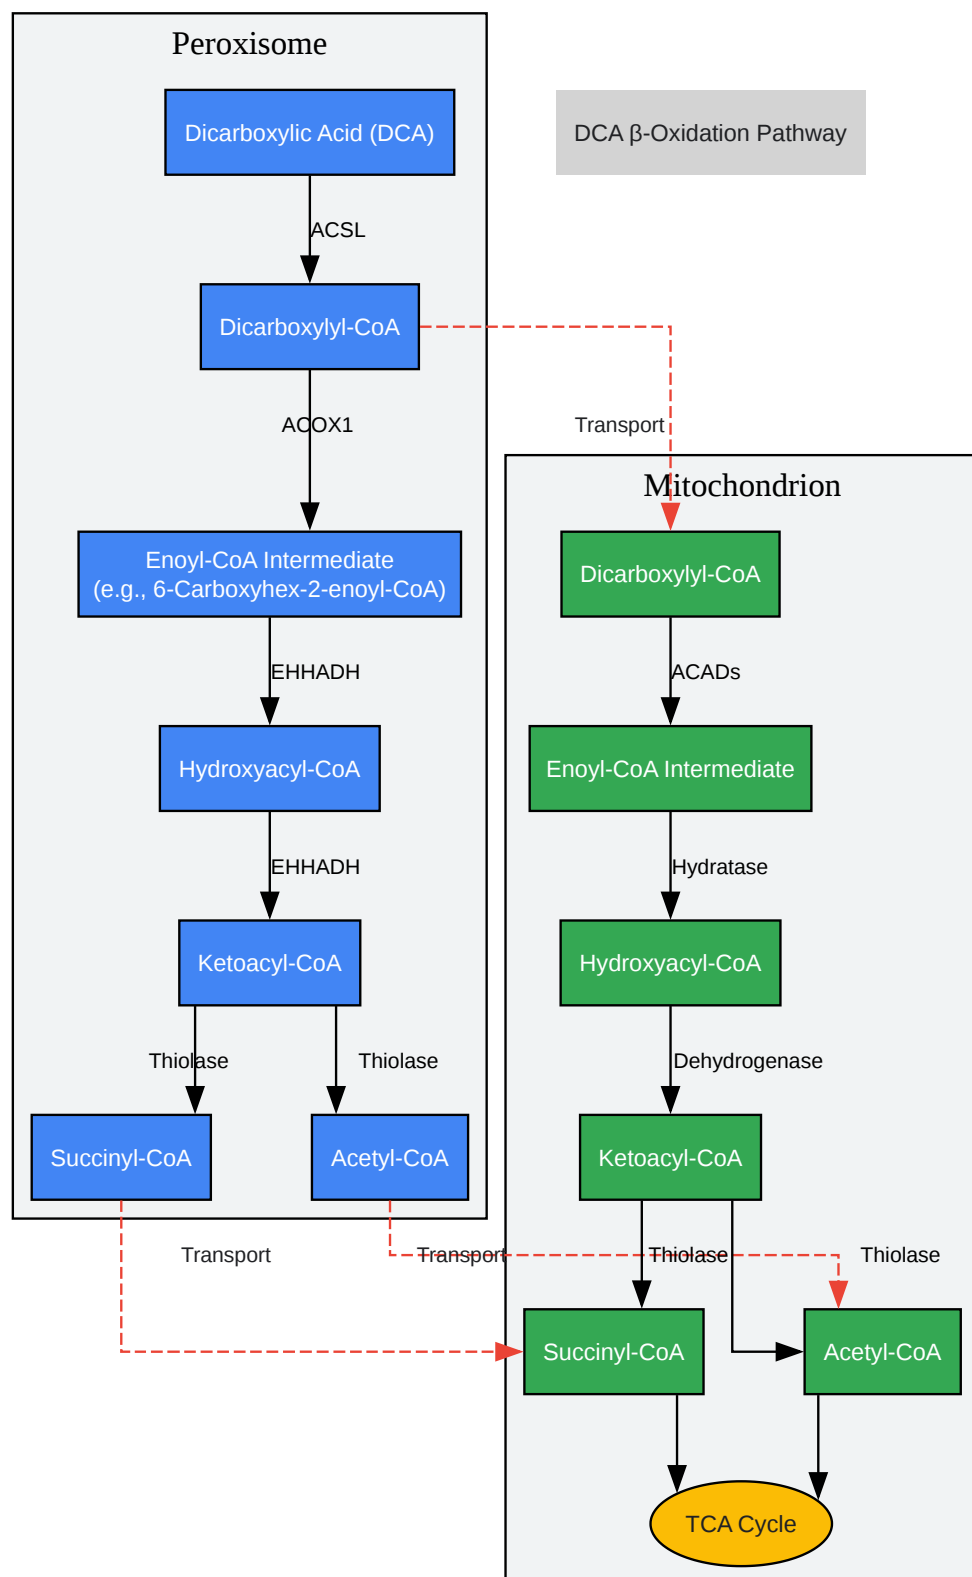 Peroxisome
Dicarboxylic Acid (DCA)
DCA β-Oxidation Pathway
ACSL
Dicarboxylyl-CoA
ACOX1
Transport
Mitochondrion
Enoyl-CoA Intermediate
(e.g., 6-Carboxyhex-2-enoyl-CoA)
Dicarboxylyl-CoA
EHHADH
ACADs
Hydroxyacyl-CoA
Enoyl-CoA Intermediate
EHHADH
Hydratase
Ketoacyl-CoA
Hydroxyacyl-CoA
Thiolase
Thiolase
Dehydrogenase
Succinyl-CoA
Acetyl-CoA
Ketoacyl-CoA
Transport
Transport
Thiolase
Thiolase
Succinyl-CoA
Acetyl-CoA
TCA Cycle